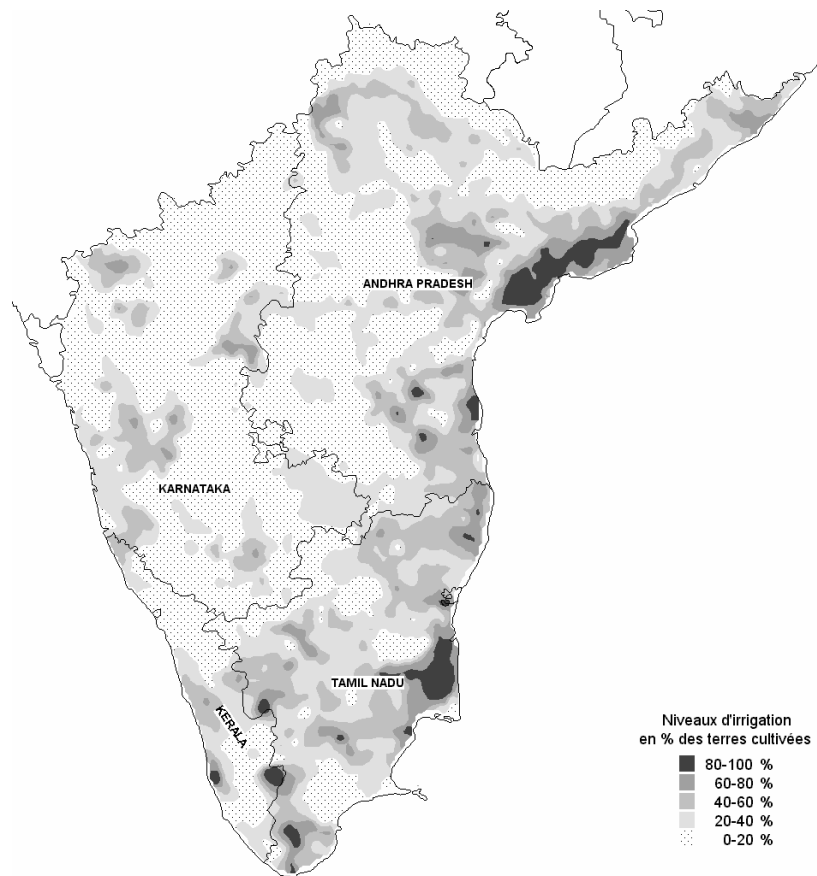 ANDHRA PRADESH
KARNATAKA
TAMIL NADU
KERALA
Niveaux d'irrigation
en % des terres cultivées
80-100 %
60-80 %
40-60 %
20-40 %
0-20 %